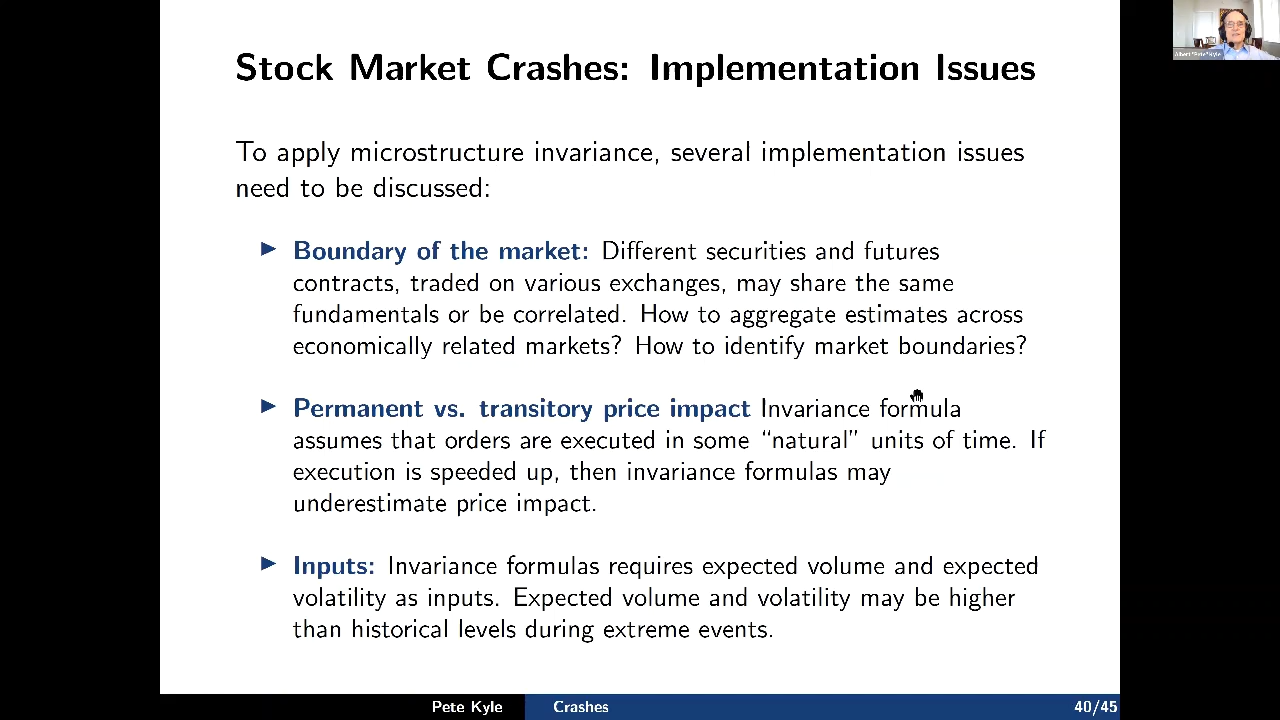 Stock Market Crashes: Implementation Issues
To apply microstructure invariance, several implementation issues
need to be discussed:
Boundary of the market: Different securities and futures
contracts, traded on various exchanges, may share the same
fundamentals or be correlated. How to aggregate estimates across
economically related markets? How to identify market boundaries?
Permanent vs. transitory price impact Invariance formula
assumes that orders are executed in some “natural” units of time. If
execution is speeded up, then invariance formulas may
underestimate price impact.
Inputs: Invariance formulas requires expected volume and expected
volatility as inputs. Expected volume and volatility may be higher
than historical levels during extreme events.
Pete Kyle Crashes 40/45
Albert "Pete" Kyle